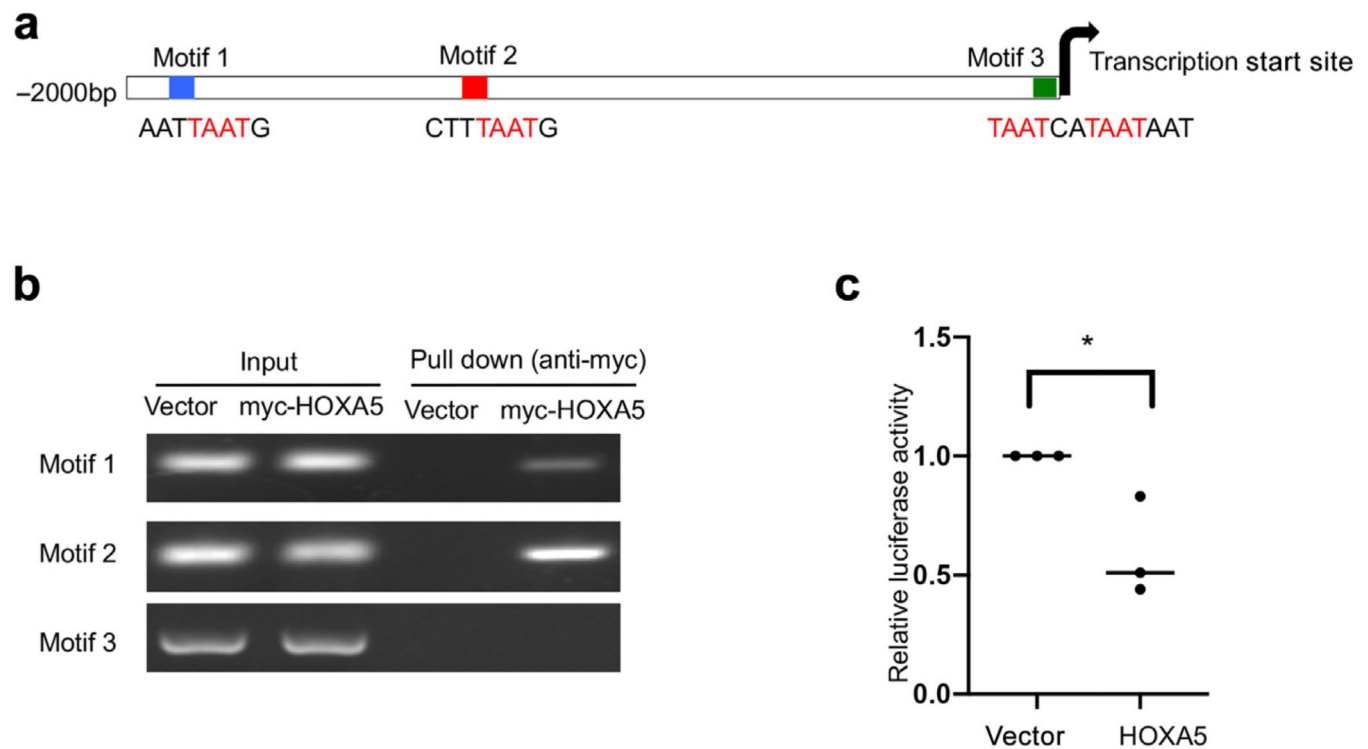 a
Motif 1
Motif 2
Motif 3
Transcription start site
–2000bp
AATTAATG
CTTTAATG
TAATCATAATAAT
b
Input
Pull down (anti-myc)
Vector
myc-HOXA5
Vector
myc-HOXA5
Motif 1
Motif 2
Motif 3
c
1.5
*
1.0
0.5
0.0
Relative luciferase activity
Vector
HOXA5